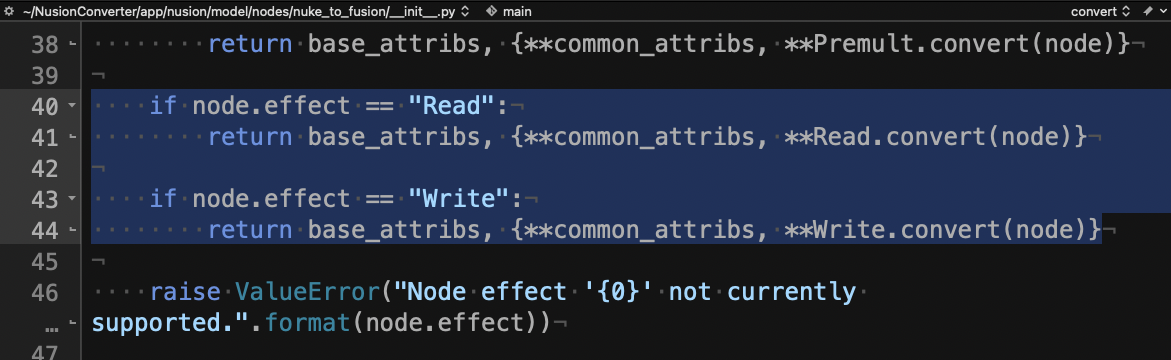 ~/NusionConverter/app/nusion/model/nodes/nuke_to_fusion/__init__.py main convert
38 return base_attribs, {**common_attribs, **Premult.convert(node)}
39
40 if node.effect == "Read":
41 return base_attribs, {**common_attribs, **Read.convert(node)}
42
43 if node.effect == "Write":
44 return base_attribs, {**common_attribs, **Write.convert(node)}
45
46 raise ValueError("Node effect '{0}' not currently
… supported.".format(node.effect))
47